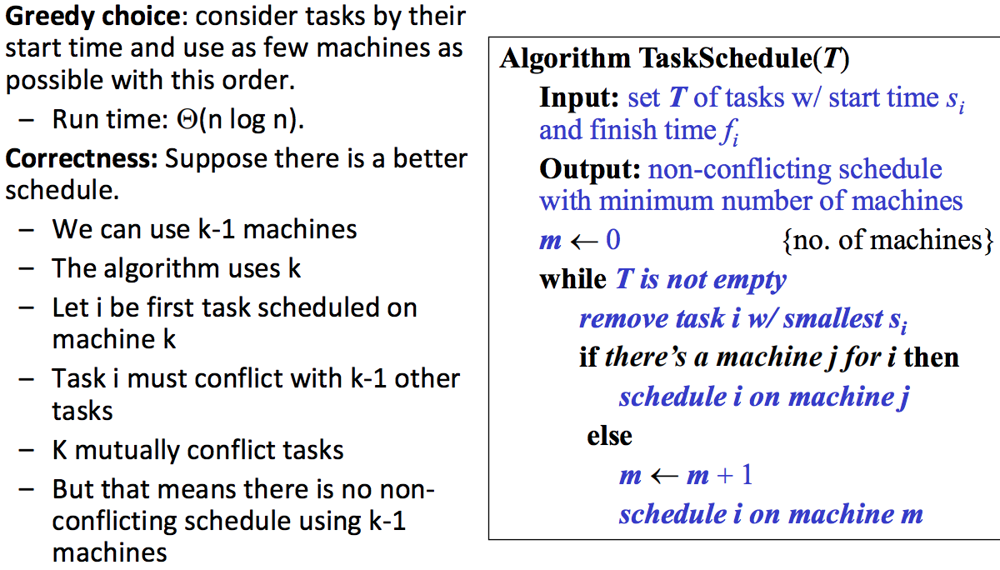 Greedy choice: consider tasks by their
start time and use as few machines as
possible with this order.
– Run time: Θ(n log n).
Correctness: Suppose there is a better
schedule.
– We can use k-1 machines
– The algorithm uses k
– Let i be first task scheduled on
machine k
– Task i must conflict with k-1 other
tasks
– K mutually conflict tasks
– But that means there is no non-
conflicting schedule using k-1
machines
Algorithm TaskSchedule(T)
Input: set T of tasks w/ start time sᵢ
and finish time fᵢ
Output: non-conflicting schedule
with minimum number of machines
m ← 0 {no. of machines}
while T is not empty
remove task i w/ smallest sᵢ
if there’s a machine j for i then
schedule i on machine j
else
m ← m + 1
schedule i on machine m